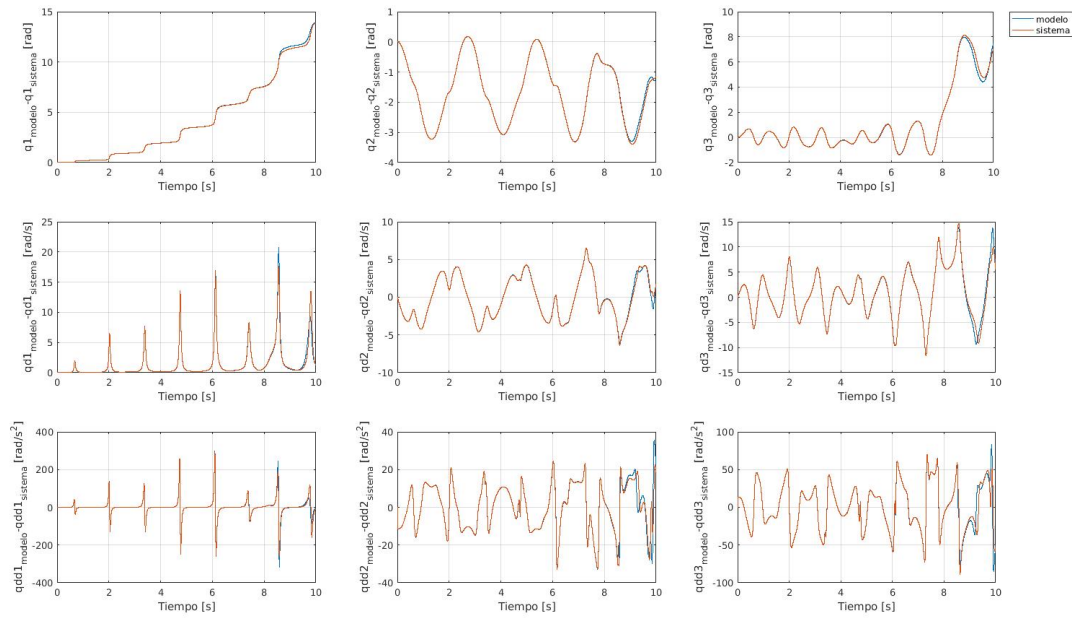 modelo
sistema
q1modelo-q1sistema [rad]
15
10
5
0
0 2 4 6 8 10
Tiempo [s]
q2modelo-q2sistema [rad]
1
0
-1
-2
-3
-4
0 2 4 6 8 10
Tiempo [s]
q3modelo-q3sistema [rad]
10
8
6
4
2
0
-2
0 2 4 6 8 10
Tiempo [s]
qd1modelo-qd1sistema [rad/s]
25
20
15
10
5
0
0 2 4 6 8 10
Tiempo [s]
qd2modelo-qd2sistema [rad/s]
10
5
0
-5
-10
0 2 4 6 8 10
Tiempo [s]
qd3modelo-qd3sistema [rad/s]
15
10
5
0
-5
-10
-15
0 2 4 6 8 10
Tiempo [s]
qdd1modelo-qdd1sistema [rad/s²]
400
200
0
-200
-400
0 2 4 6 8 10
Tiempo [s]
qdd2modelo-qdd2sistema [rad/s²]
40
20
0
-20
-40
0 2 4 6 8 10
Tiempo [s]
qdd3modelo-qdd3sistema [rad/s²]
100
50
0
-50
-100
0 2 4 6 8 10
Tiempo [s]